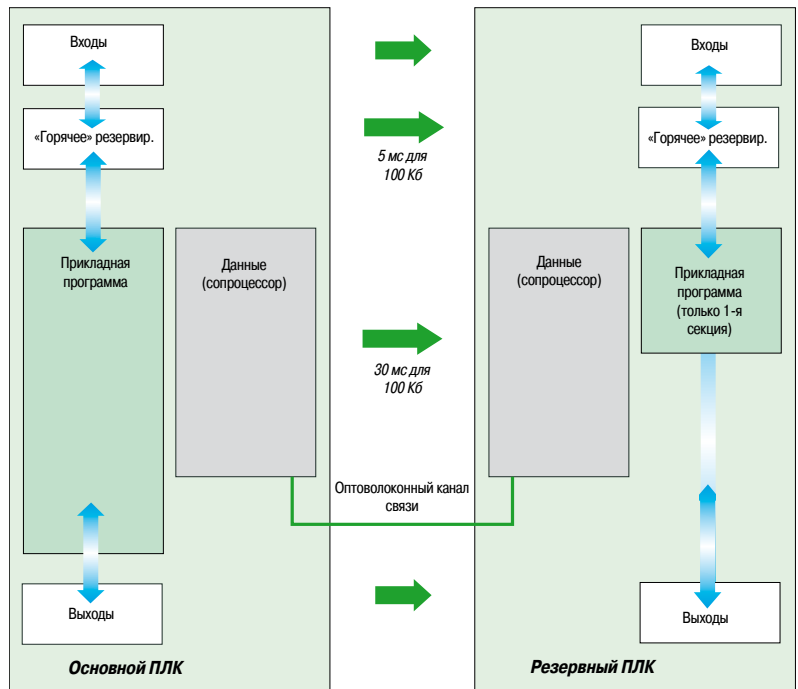 Входы
«Горячее» резервир.
Прикладная
программа
Данные
(сопроцессор)
Выходы
Основной ПЛК
5 мс для
100 Кб
30 мс для
100 Кб
Оптоволоконный канал
связи
Входы
«Горячее» резервир.
Данные
(сопроцессор)
Прикладная
программа
(только 1-я
секция)
Выходы
Резервный ПЛК